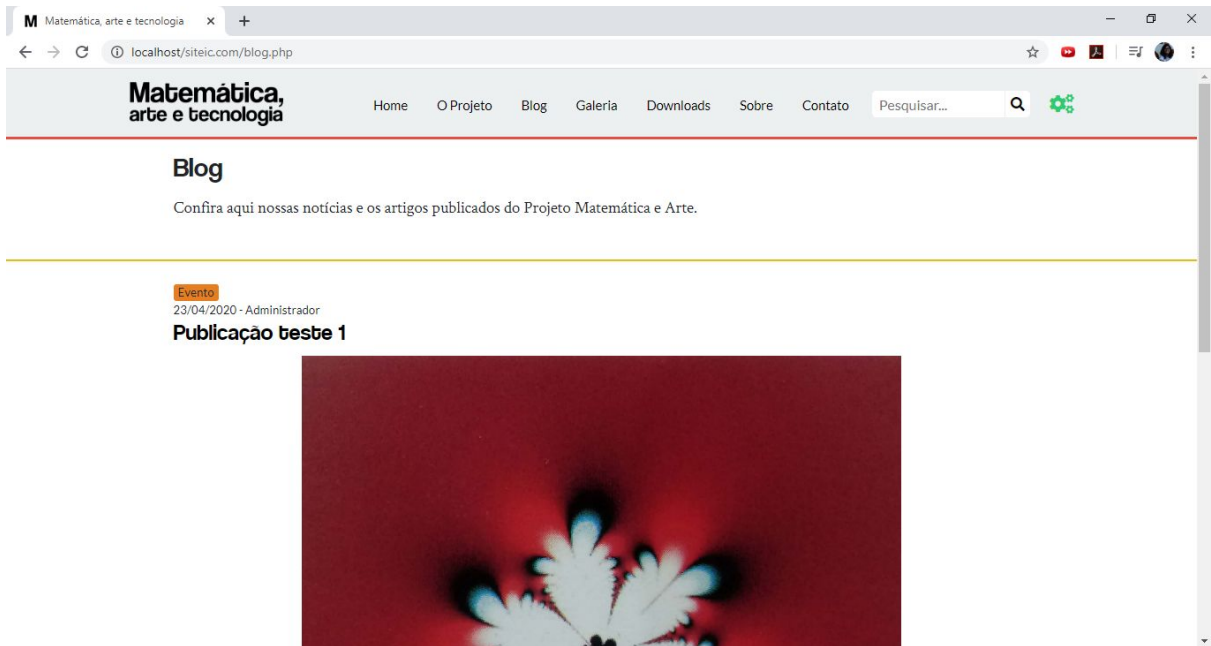 M Matemática, arte e tecnologia
localhost/siteic.com/blog.php
Matemática,
arte e tecnologia
Home O Projeto Blog Galeria Downloads Sobre Contato Pesquisar...
Blog
Confira aqui nossas notícias e os artigos publicados do Projeto Matemática e Arte.
Evento
23/04/2020 - Administrador
Publicação teste 1